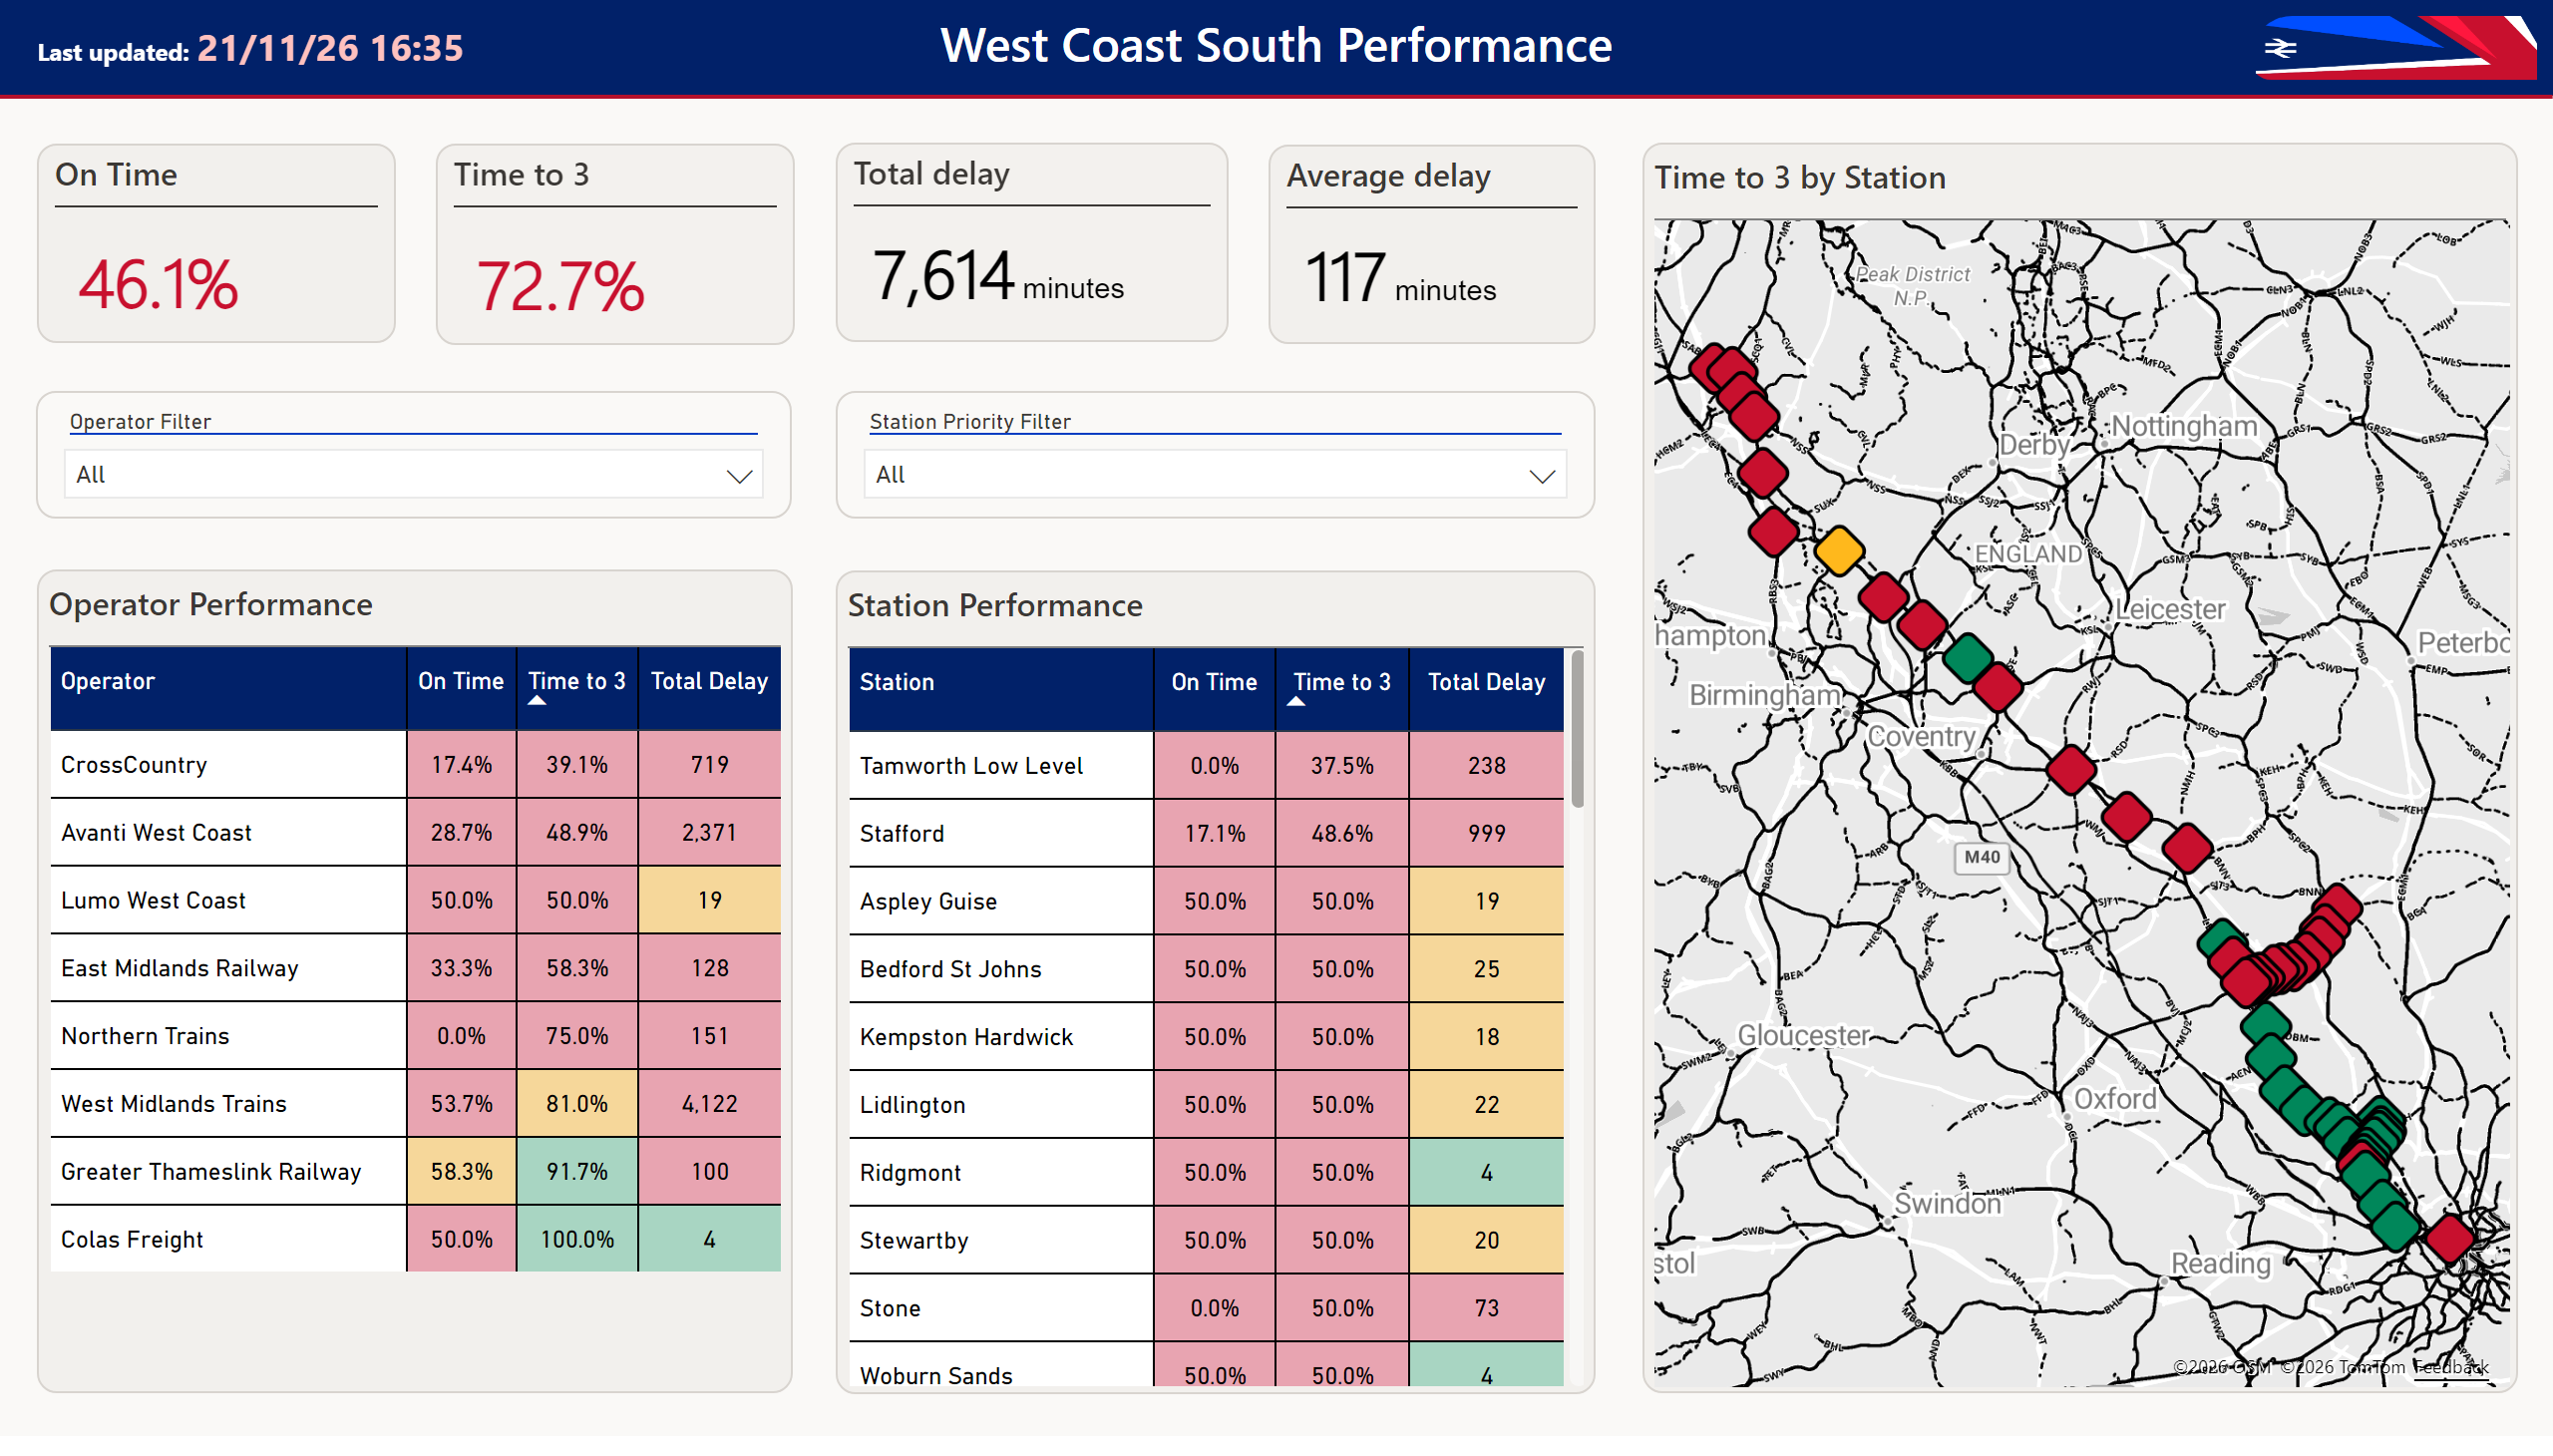 Last updated: 21/11/26 16:35
West Coast South Performance
On Time
46.1%
Time to 3
72.7%
Total delay
7,614 minutes
Average delay
117 minutes
Operator Filter
All
Station Priority Filter
All
Operator Performance
Operator On Time Time to 3 Total Delay
CrossCountry 17.4% 39.1% 719
Avanti West Coast 28.7% 48.9% 2,371
Lumo West Coast 50.0% 50.0% 19
East Midlands Railway 33.3% 58.3% 128
Northern Trains 0.0% 75.0% 151
West Midlands Trains 53.7% 81.0% 4,122
Greater Thameslink Railway 58.3% 91.7% 100
Colas Freight 50.0% 100.0% 4
Station Performance
Station On Time Time to 3 Total Delay
Tamworth Low Level 0.0% 37.5% 238
Stafford 17.1% 48.6% 999
Aspley Guise 50.0% 50.0% 19
Bedford St Johns 50.0% 50.0% 25
Kempston Hardwick 50.0% 50.0% 18
Lidlington 50.0% 50.0% 22
Ridgmont 50.0% 50.0% 4
Stewartby 50.0% 50.0% 20
Stone 0.0% 50.0% 73
Woburn Sands 50.0% 50.0% 4
Time to 3 by Station
Peak District
N.P.
Nottingham
Derby
ENGLAND
Leicester
hampton
Peterbo
Birmingham
Coventry
M40
Gloucester
Oxford
Swindon
stol
Reading
©2026 GSM ©2026 TomTom Feedback